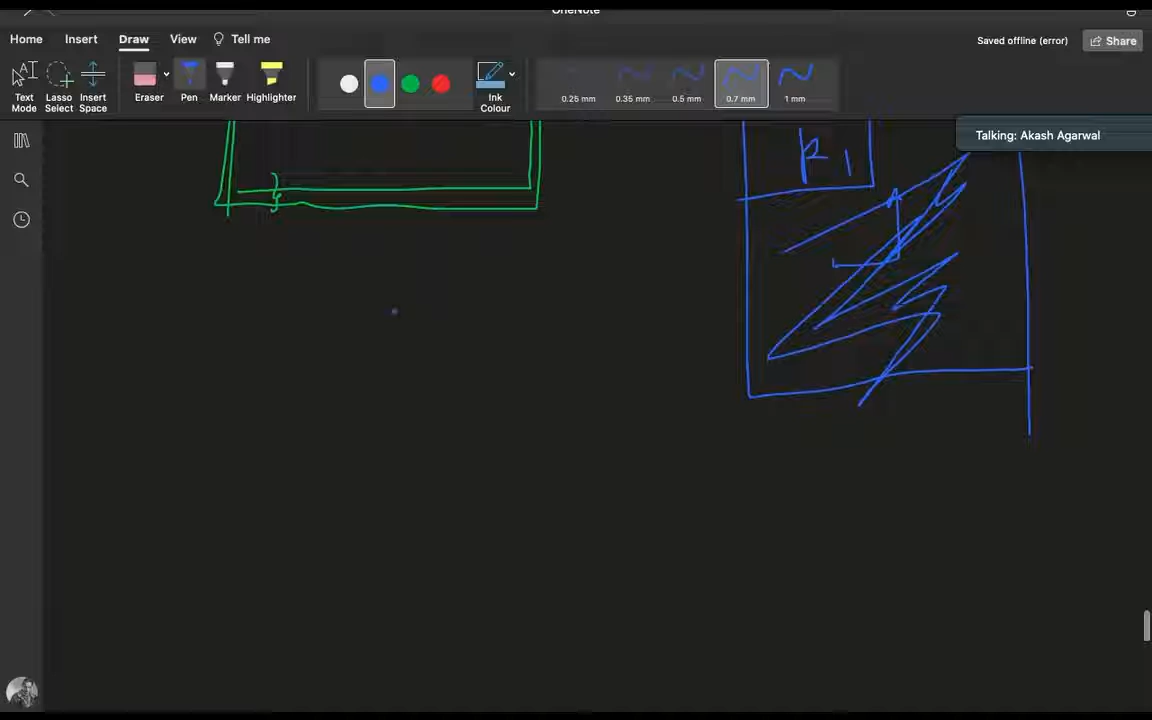 OneNote
Home Insert Draw View Tell me
Saved offline (error) Share
Text Mode
Lasso Select
Insert Space
Eraser
Pen
Marker
Highlighter
Ink Colour
0.25 mm
0.35 mm
0.5 mm
0.7 mm
1 mm
Talking: Akash Agarwal
R1